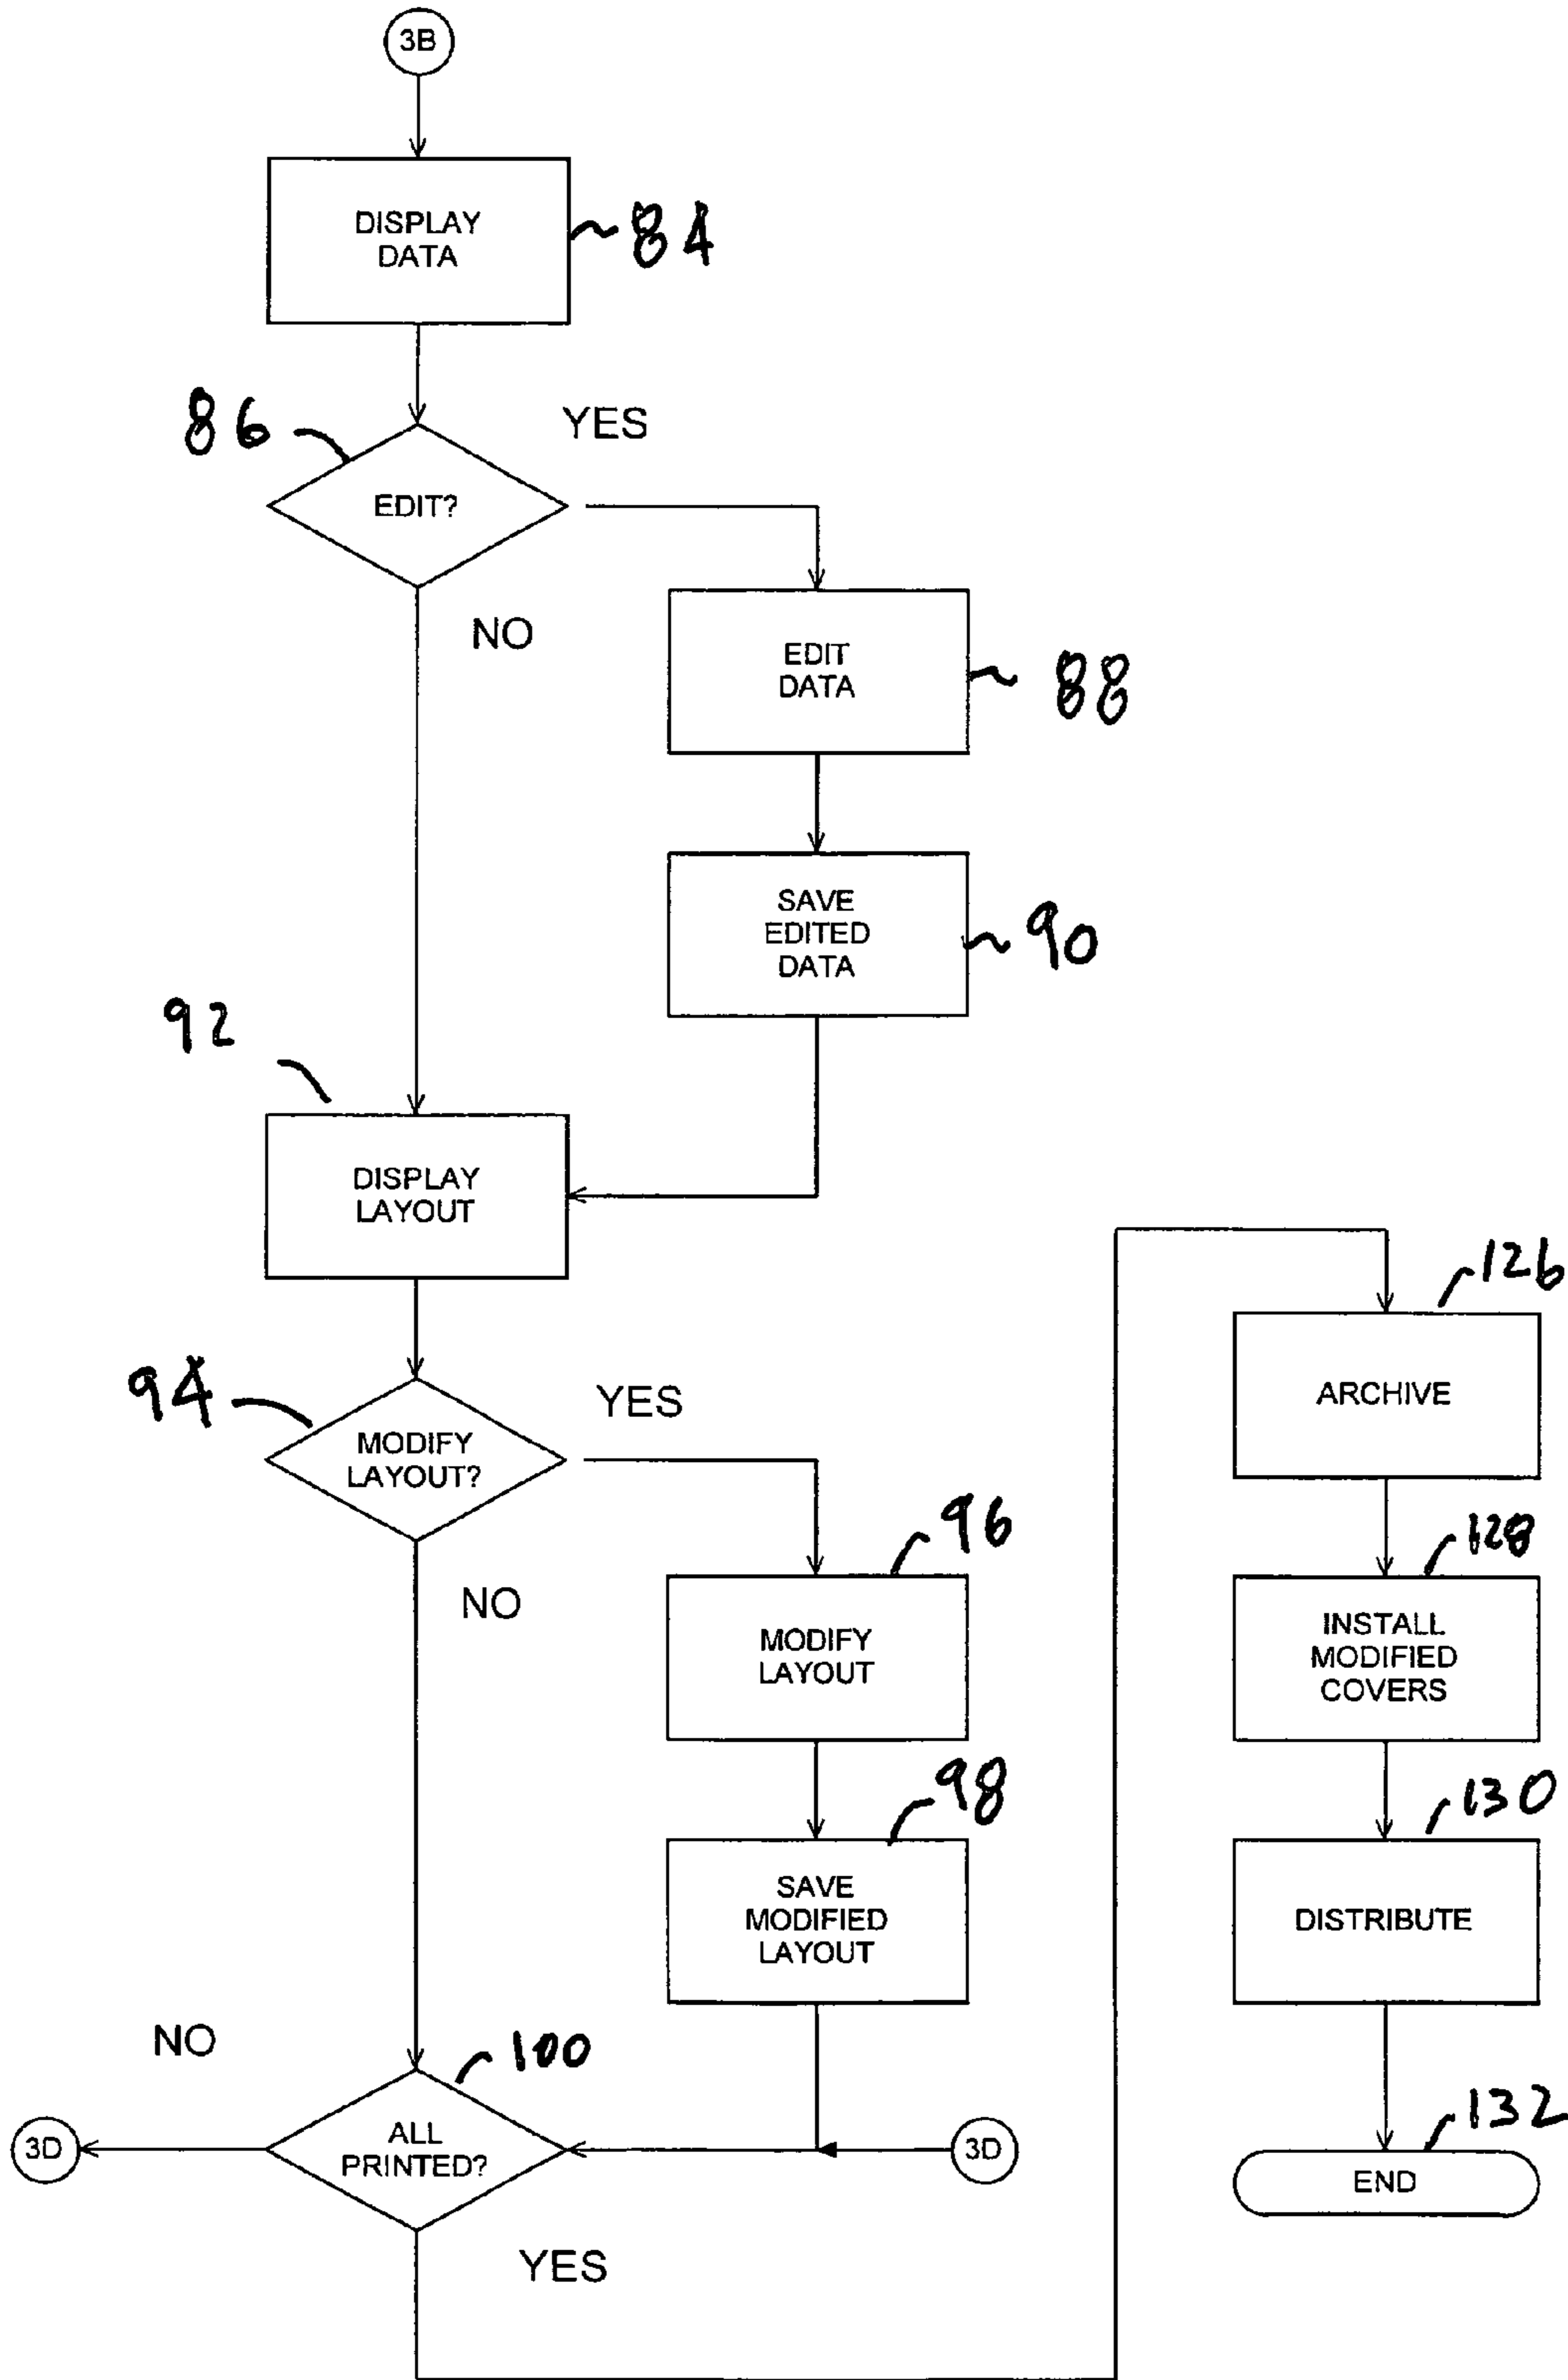 3B
DISPLAY
DATA
84
86
YES
EDIT?
NO
EDIT
DATA
88
SAVE
EDITED
DATA
90
92
DISPLAY
LAYOUT
94
YES
MODIFY
LAYOUT?
NO
96
MODIFY
LAYOUT
98
SAVE
MODIFIED
LAYOUT
NO
100
3D
ALL
PRINTED?
3D
YES
126
ARCHIVE
128
INSTALL
MODIFIED
COVERS
130
DISTRIBUTE
132
END